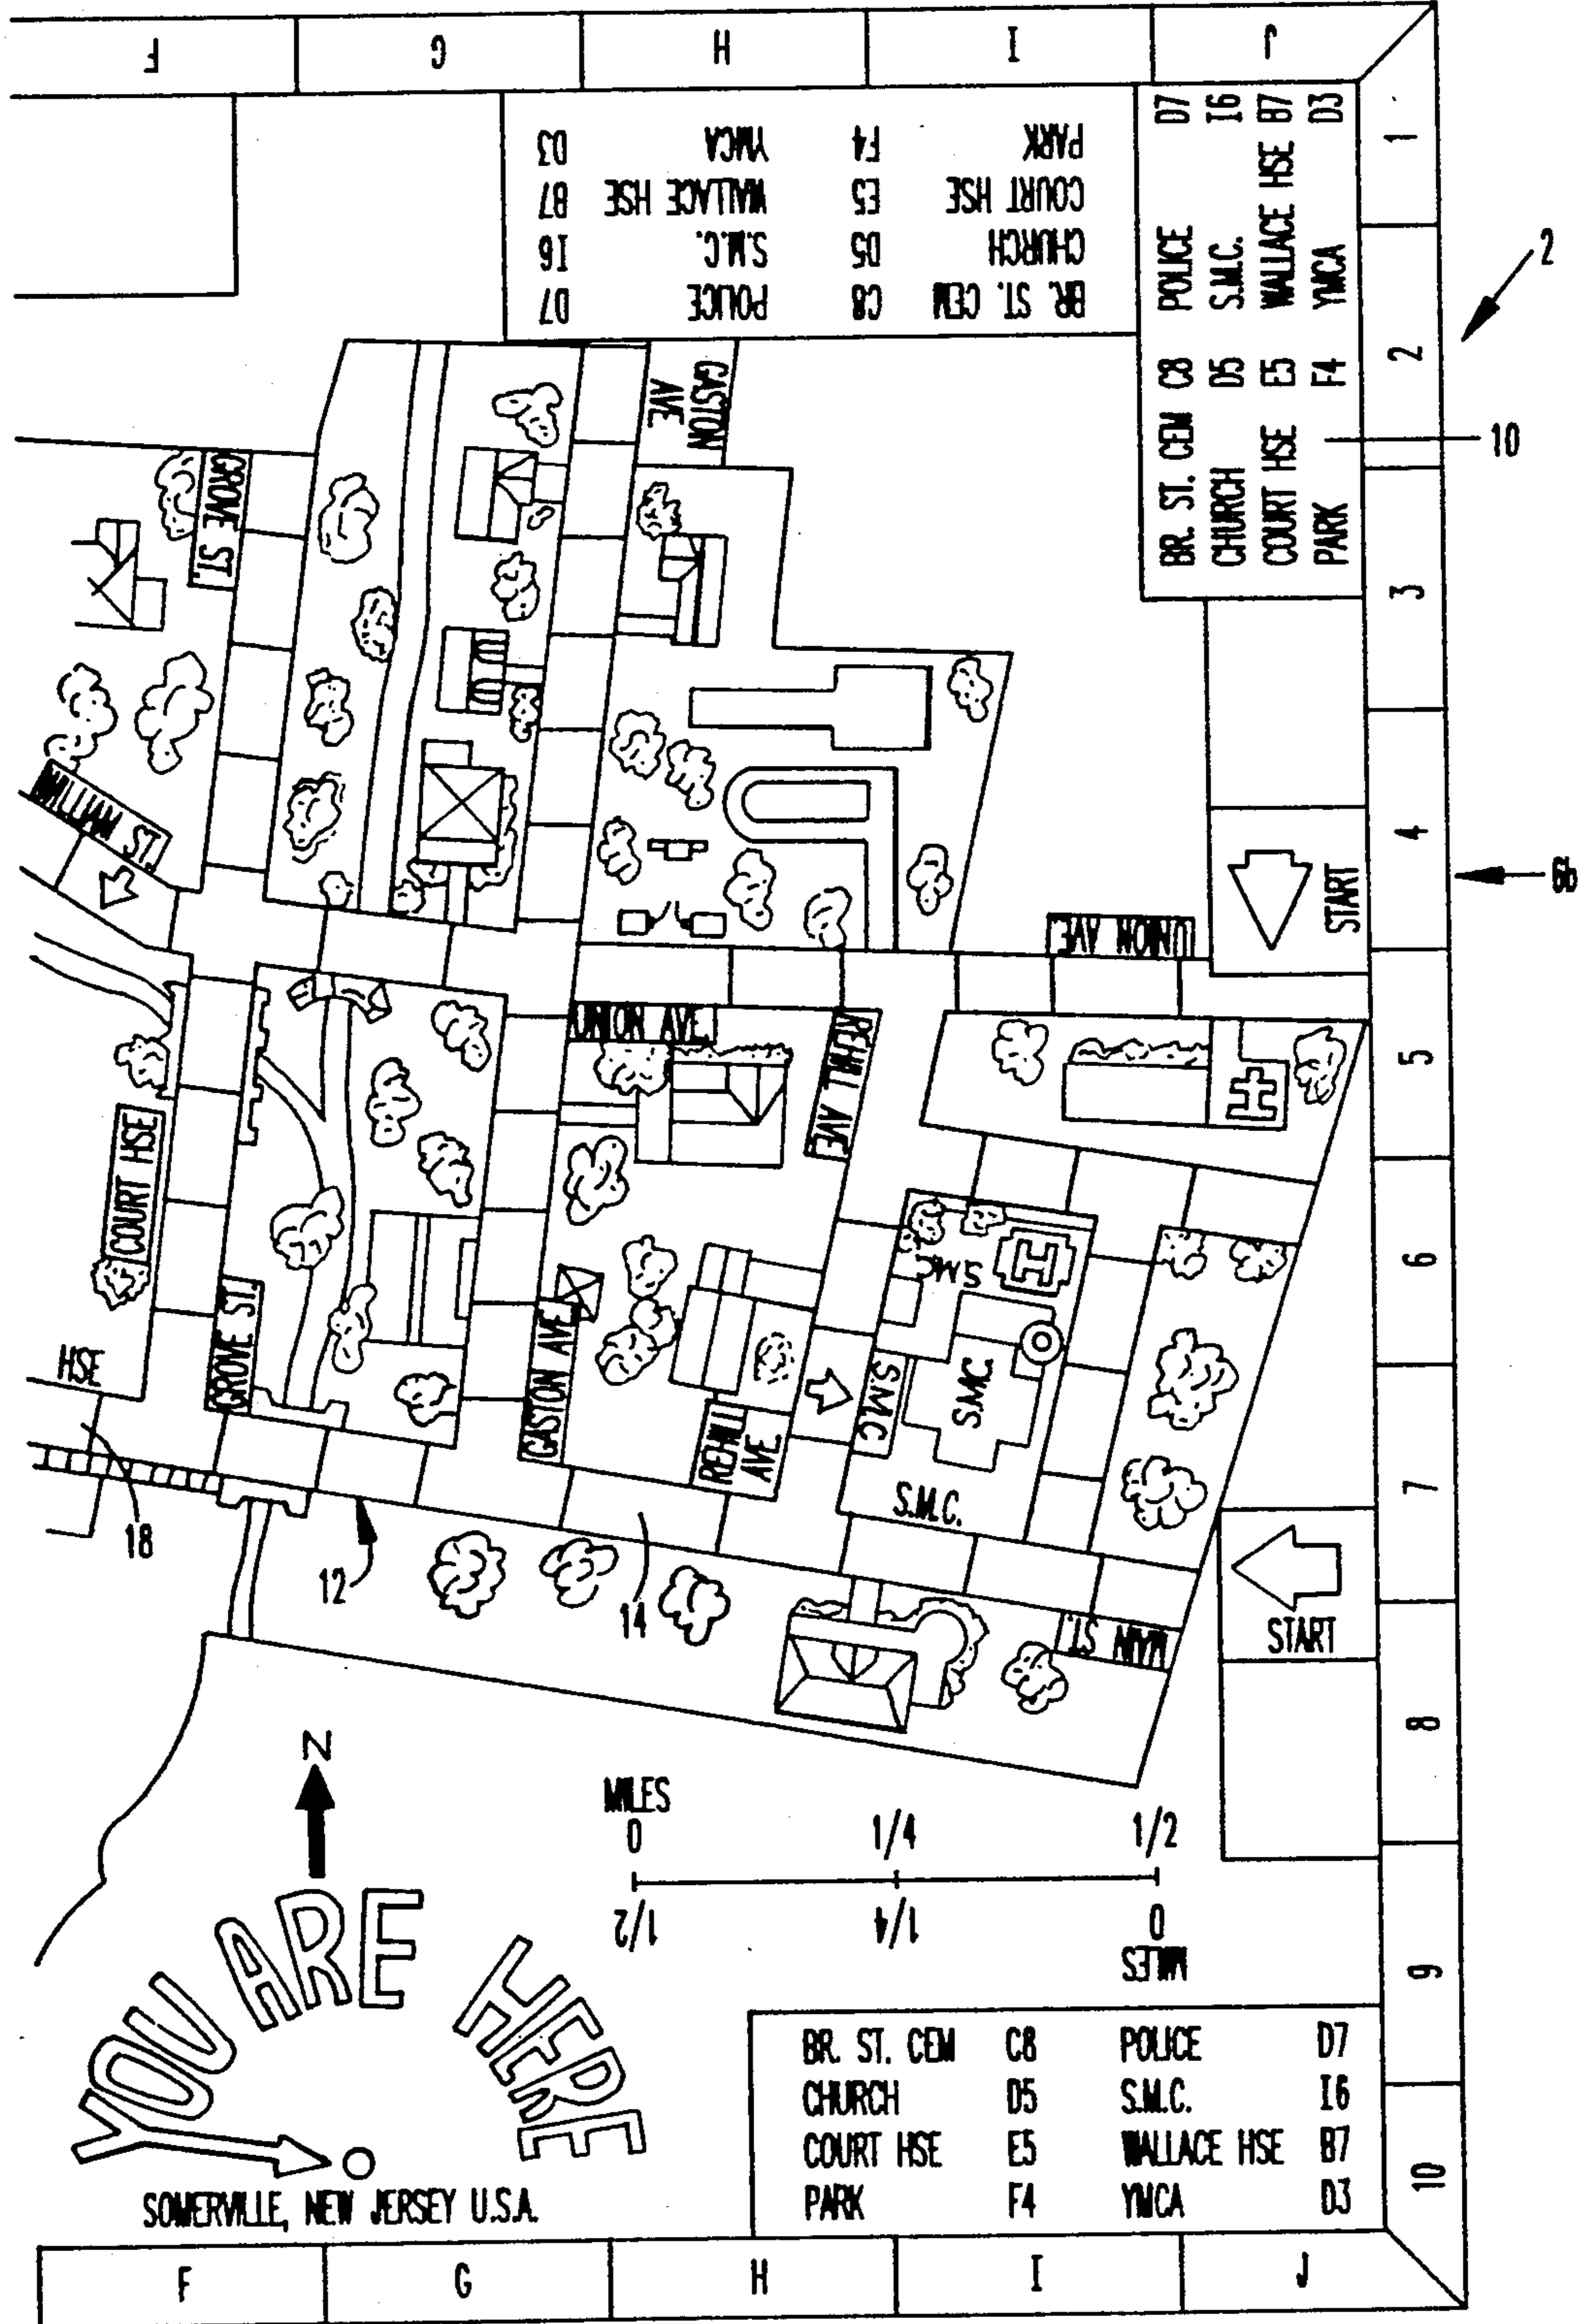 F G H I J
BR. ST. CEM C8 POLICE D7
CHURCH D5 S.M.C. I6
COURT HSE E5 WALLACE HSE B7
PARK F4 YMCA D3
BR. ST. CEM C8 POLICE D7
CHURCH D5 S.M.C. I6
COURT HSE E5 WALLACE HSE B7
PARK F4 YMCA D3
1
2
3
4
5
6
7
8
9
10
2
10
GASTON
AVE
GROVE ST.
WILLIAM ST.
START
UNION AVE.
UNION AVE.
REHILL AVE
COURT HSE
HSE
GROVE ST.
GASTON AVE
REHILL
AVE.
S.M.C
H
S.M.C
S.M.C
S.M.C.
18
12
14
MAIN ST.
START
N
MILES
0 1/4 1/2
1/2 1/4 0
MILES
YOU ARE HERE
SOMERVILLE, NEW JERSEY U.S.A.
BR. ST. CEM C8 POLICE D7
CHURCH D5 S.M.C. I6
COURT HSE E5 WALLACE HSE B7
PARK F4 YMCA D3
F G H I J